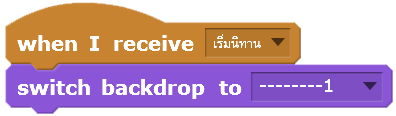 when I receive เริ่มนิทาน
switch backdrop to --------1